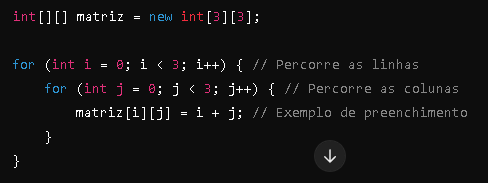 int[][] matriz = new int[3][3];
for (int i = 0; i < 3; i++) { // Percorre as linhas
for (int j = 0; j < 3; j++) { // Percorre as colunas
matriz[i][j] = i + j; // Exemplo de preenchimento
}
}